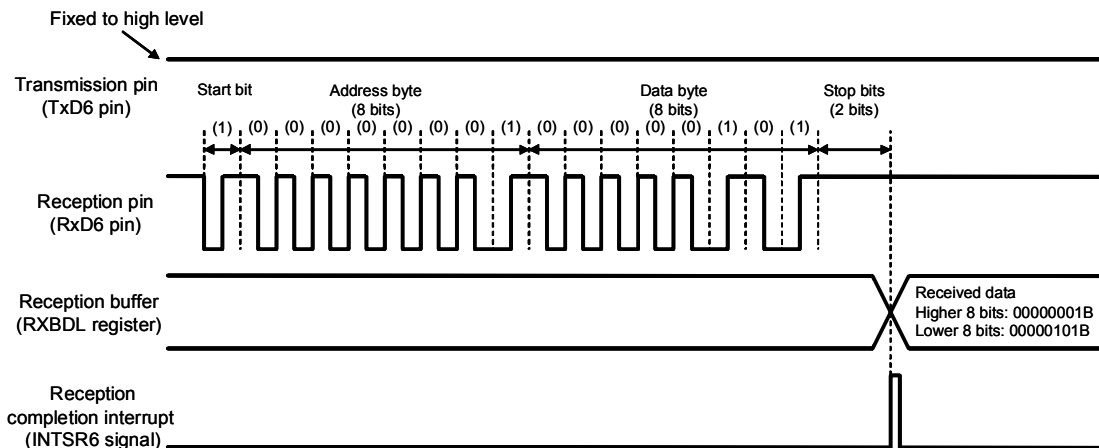 Fixed to high level
Transmission pin
(TxD6 pin)
Start bit
Address byte
(8 bits)
Data byte
(8 bits)
Stop bits
(2 bits)
(1) (0) (0) (0) (0) (0) (0) (0) (1) (0) (0) (0) (0) (0) (1) (0) (1)
Reception pin
(RxD6 pin)
Reception buffer
(RXBDL register)
Received data
Higher 8 bits: 00000001B
Lower 8 bits: 00000101B
Reception
completion interrupt
(INTSR6 signal)